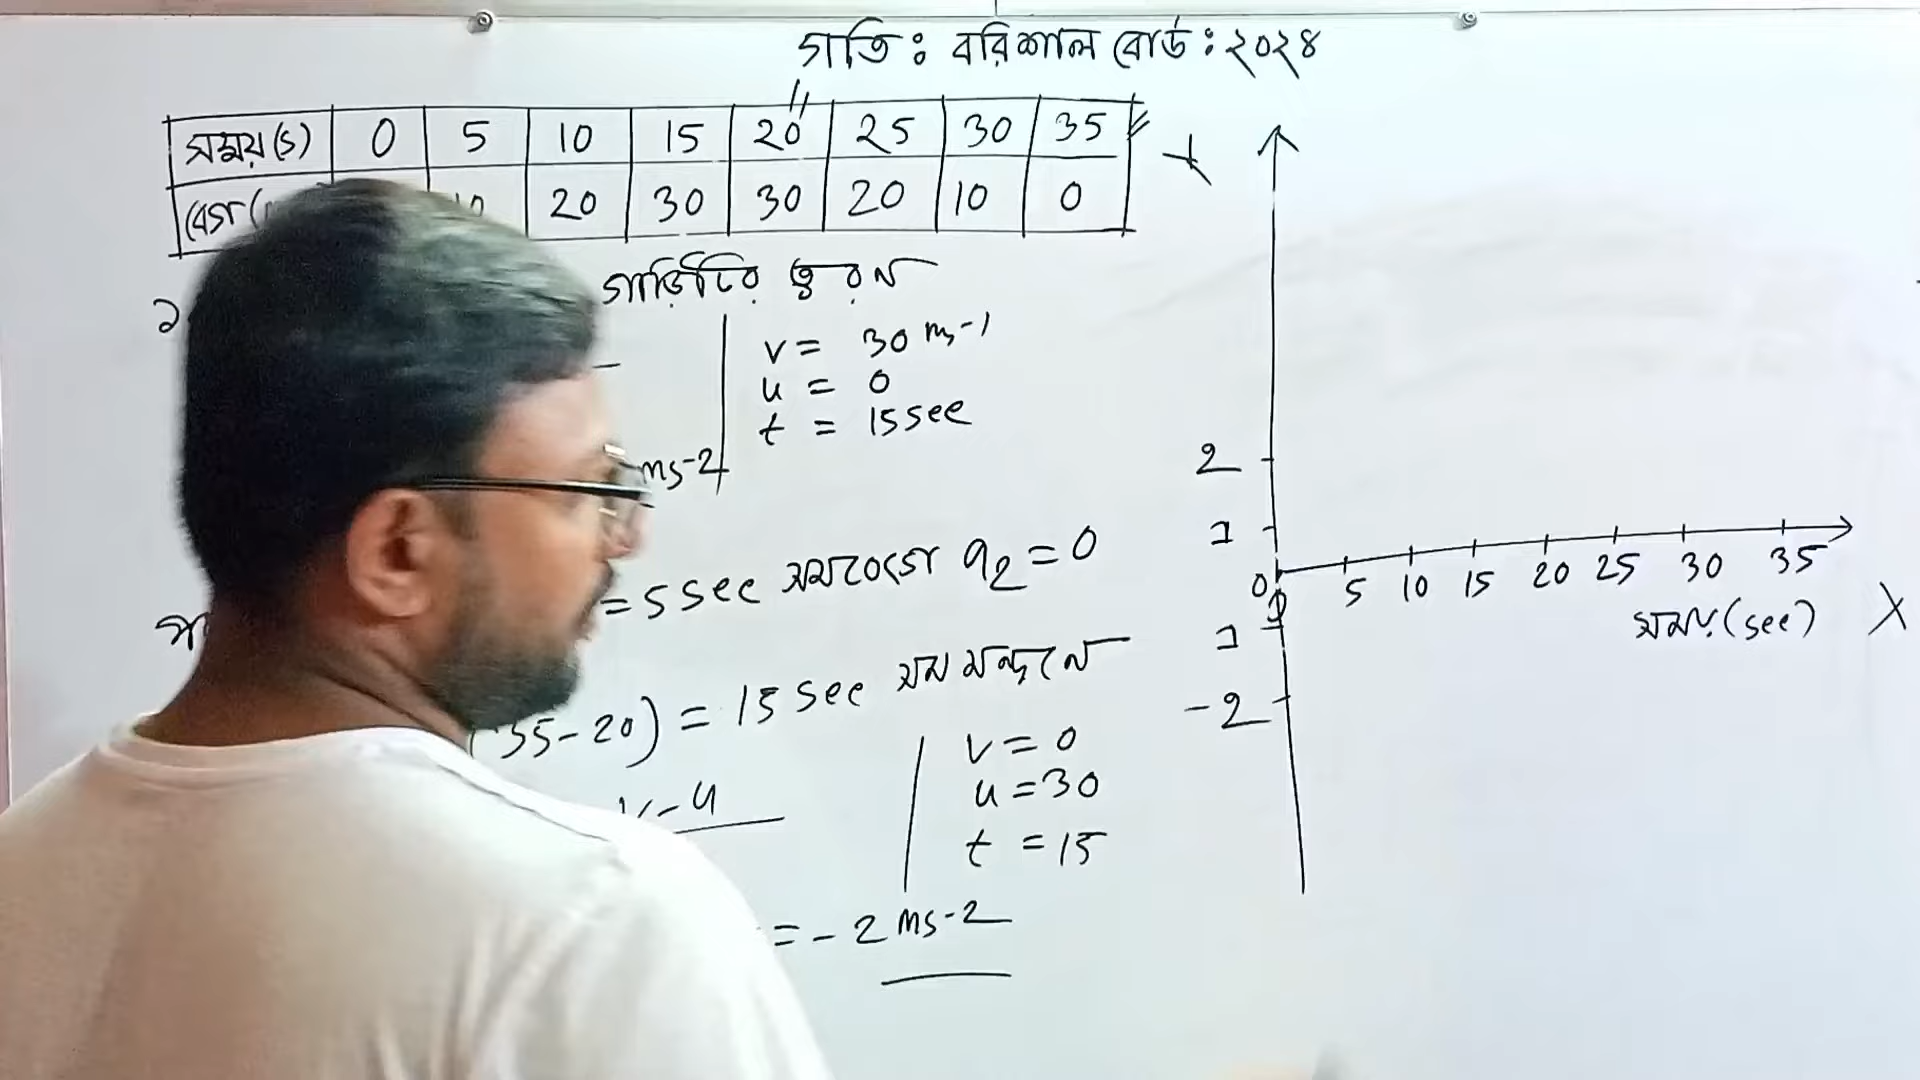 গতি : বরিশাল বোর্ড : ২০২৪
সময় (s) 0 5 10 15 20 25 30 35
বেগ ( 10 20 30 30 20 10 0
গাড়িটির ত্বরন
v = 30 ms-1
u = 0
t = 15sec
ms-2
= 5 sec সমবেগে a2 = 0
(35-20) = 15 sec সম মন্দনে
v-u
v = 0
u = 30
t = 15
= - 2 ms-2
Y
2
1
0 5 10 15 20 25 30 35
সময় (sec) X
1
-2